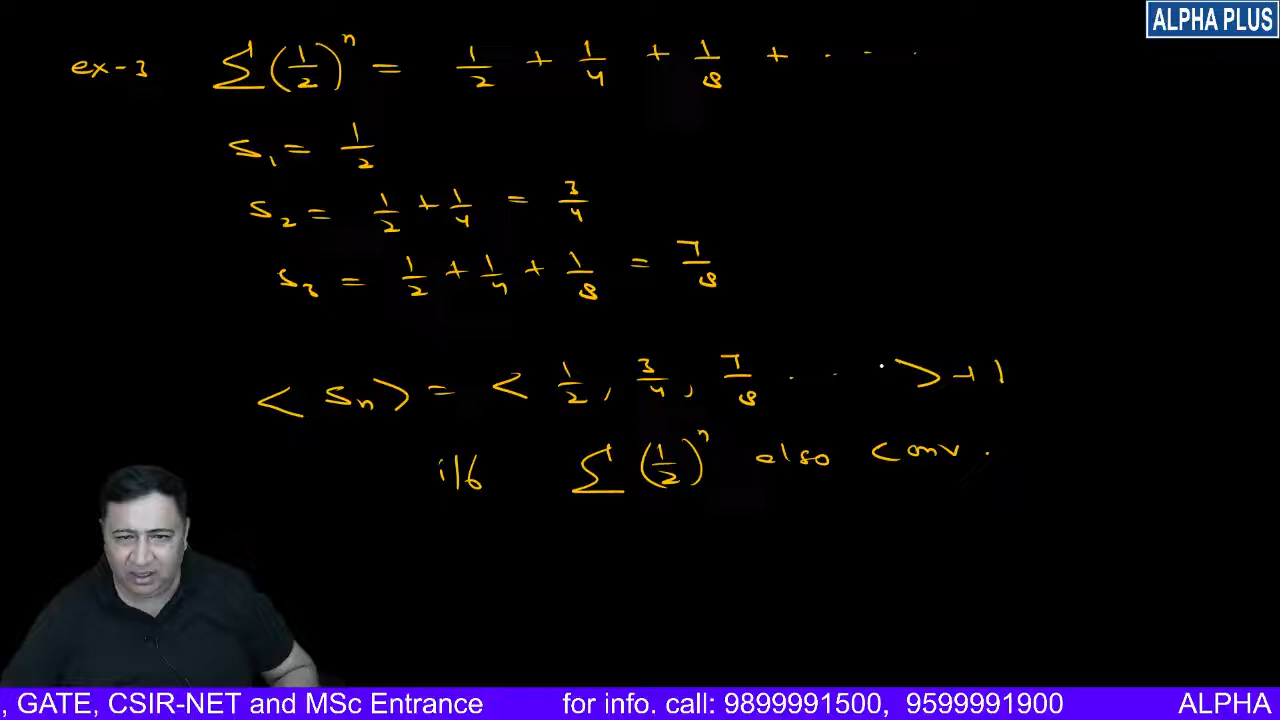 ALPHA PLUS
ex-3 ∑(1/2)^n = 1/2 + 1/4 + 1/8 + . . . .
S₁ = 1/2
S₂ = 1/2 + 1/4 = 3/4
S₃ = 1/2 + 1/4 + 1/8 = 7/8
< Sₙ > = < 1/2, 3/4, 7/8 . . . > → 1
∑(1/2)^n also conv.
, GATE, CSIR-NET and MSc Entrance for info. call: 9899991500, 9599991900 ALPHA